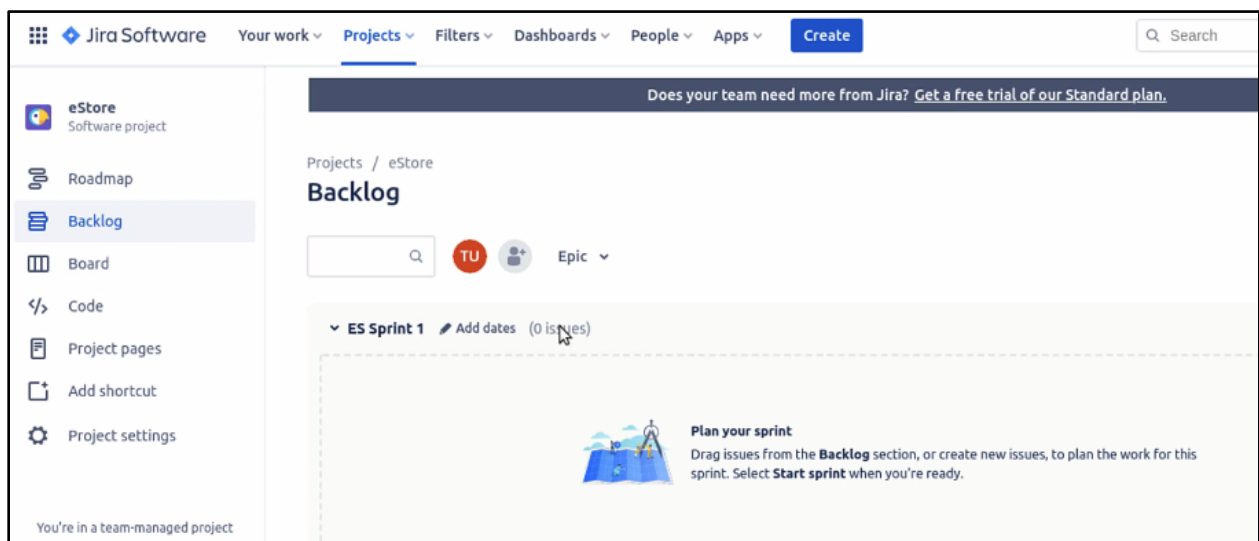 Jira Software Your work Projects Filters Dashboards People Apps Create Search
Does your team need more from Jira? Get a free trial of our Standard plan.
eStore
Software project
Roadmap
Backlog
Board
Code
Project pages
Add shortcut
Project settings
You're in a team-managed project
Projects / eStore
Backlog
TU Epic
ES Sprint 1 Add dates (0 issues)
Plan your sprint
Drag issues from the Backlog section, or create new issues, to plan the work for this
sprint. Select Start sprint when you're ready.